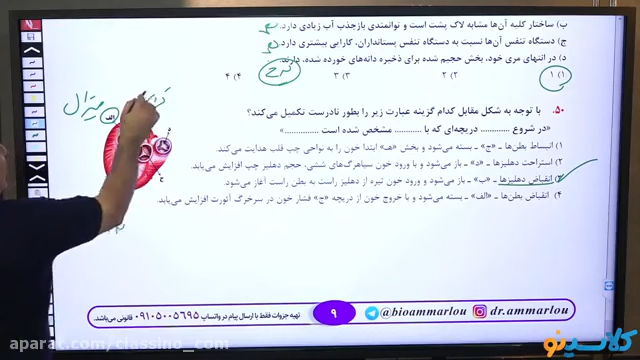 ب) ساختار کلیه آن‌ها مشابه لاک پشت است و توانمندی بازجذب آب زیادی دارد.
ج) دستگاه تنفس آن‌ها نسبت به دستگاه تنفس پستانداران، کارایی بیشتری دارد.
د) در انتهای مری خود، بخش حجیم شده برای ذخیره دانه‌های خورده شده، دارند.
۱) ۱ ۲) ۲ ۳) ۳ ۴) ۴
۵۰. با توجه به شکل مقابل کدام گزینه عبارت زیر را بطور نادرست تکمیل می‌کند؟
«در شروع ............ دریچه‌ای که با ............ مشخص شده است ............»
۱) انبساط بطن‌ها ـ «ج» ـ بسته می‌شود و بخش «هـ» ابتدا خون را به نواحی چپ قلب هدایت می‌کند.
۲) استراحت دهلیزها ـ «د» ـ باز می‌شود و با ورود خون سیاهرگ‌های ششی، حجم دهلیز چپ افزایش می‌یابد.
۳) انقباض دهلیزها ـ «ب» ـ باز می‌شود و ورود خون تیره از دهلیز راست به بطن راست آغاز می‌شود.
۴) انقباض بطن‌ها ـ «الف» ـ بسته می‌شود و با خروج خون از دریچه «ج» فشار خون در سرخرگ آئورت افزایش می‌یابد.
الف
میترال
تهیه جزوات فقط با ارسال پیام در واتساپ ۰۹۱۰۵۰۰۵۶۹۵ قانونی می‌باشد.
۹
@bioammarlou
dr.ammarlou
aparat.com/classino_com
کلاسینو